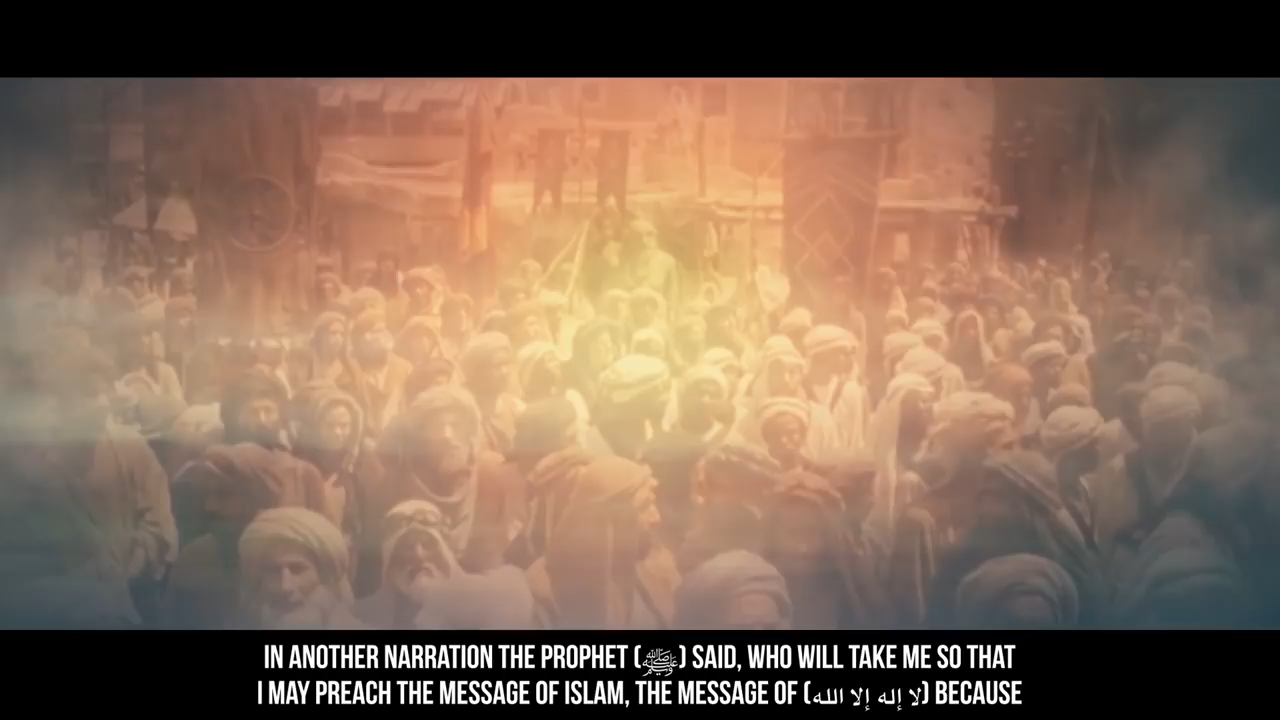 IN ANOTHER NARRATION THE PROPHET (ﷺ) SAID, WHO WILL TAKE ME SO THAT
I MAY PREACH THE MESSAGE OF ISLAM, THE MESSAGE OF (لا إله إلا الله) BECAUSE